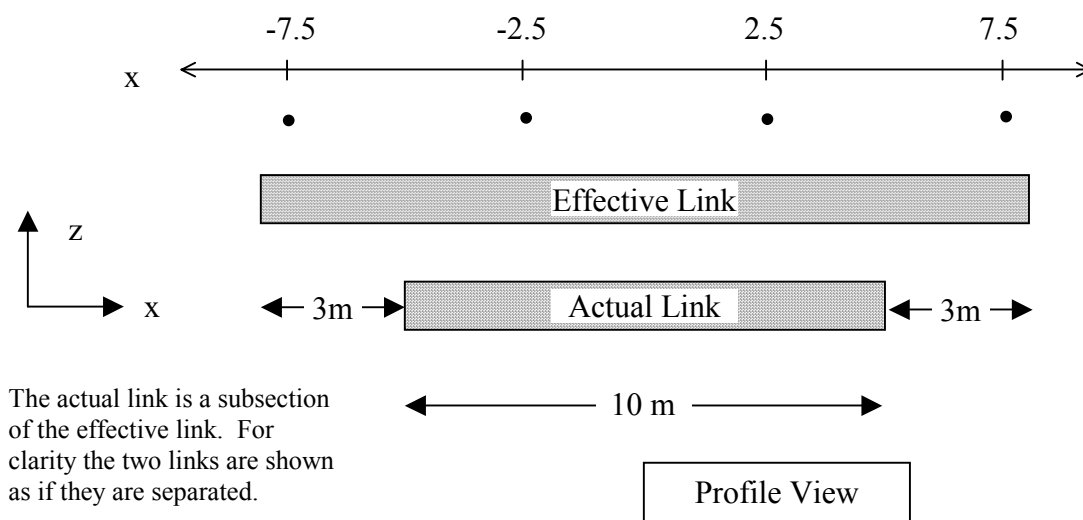 -7.5 -2.5 2.5 7.5
x
Effective Link
z
x
3m Actual Link 3m
The actual link is a subsection
of the effective link. For
clarity the two links are shown
as if they are separated.
10 m
Profile View